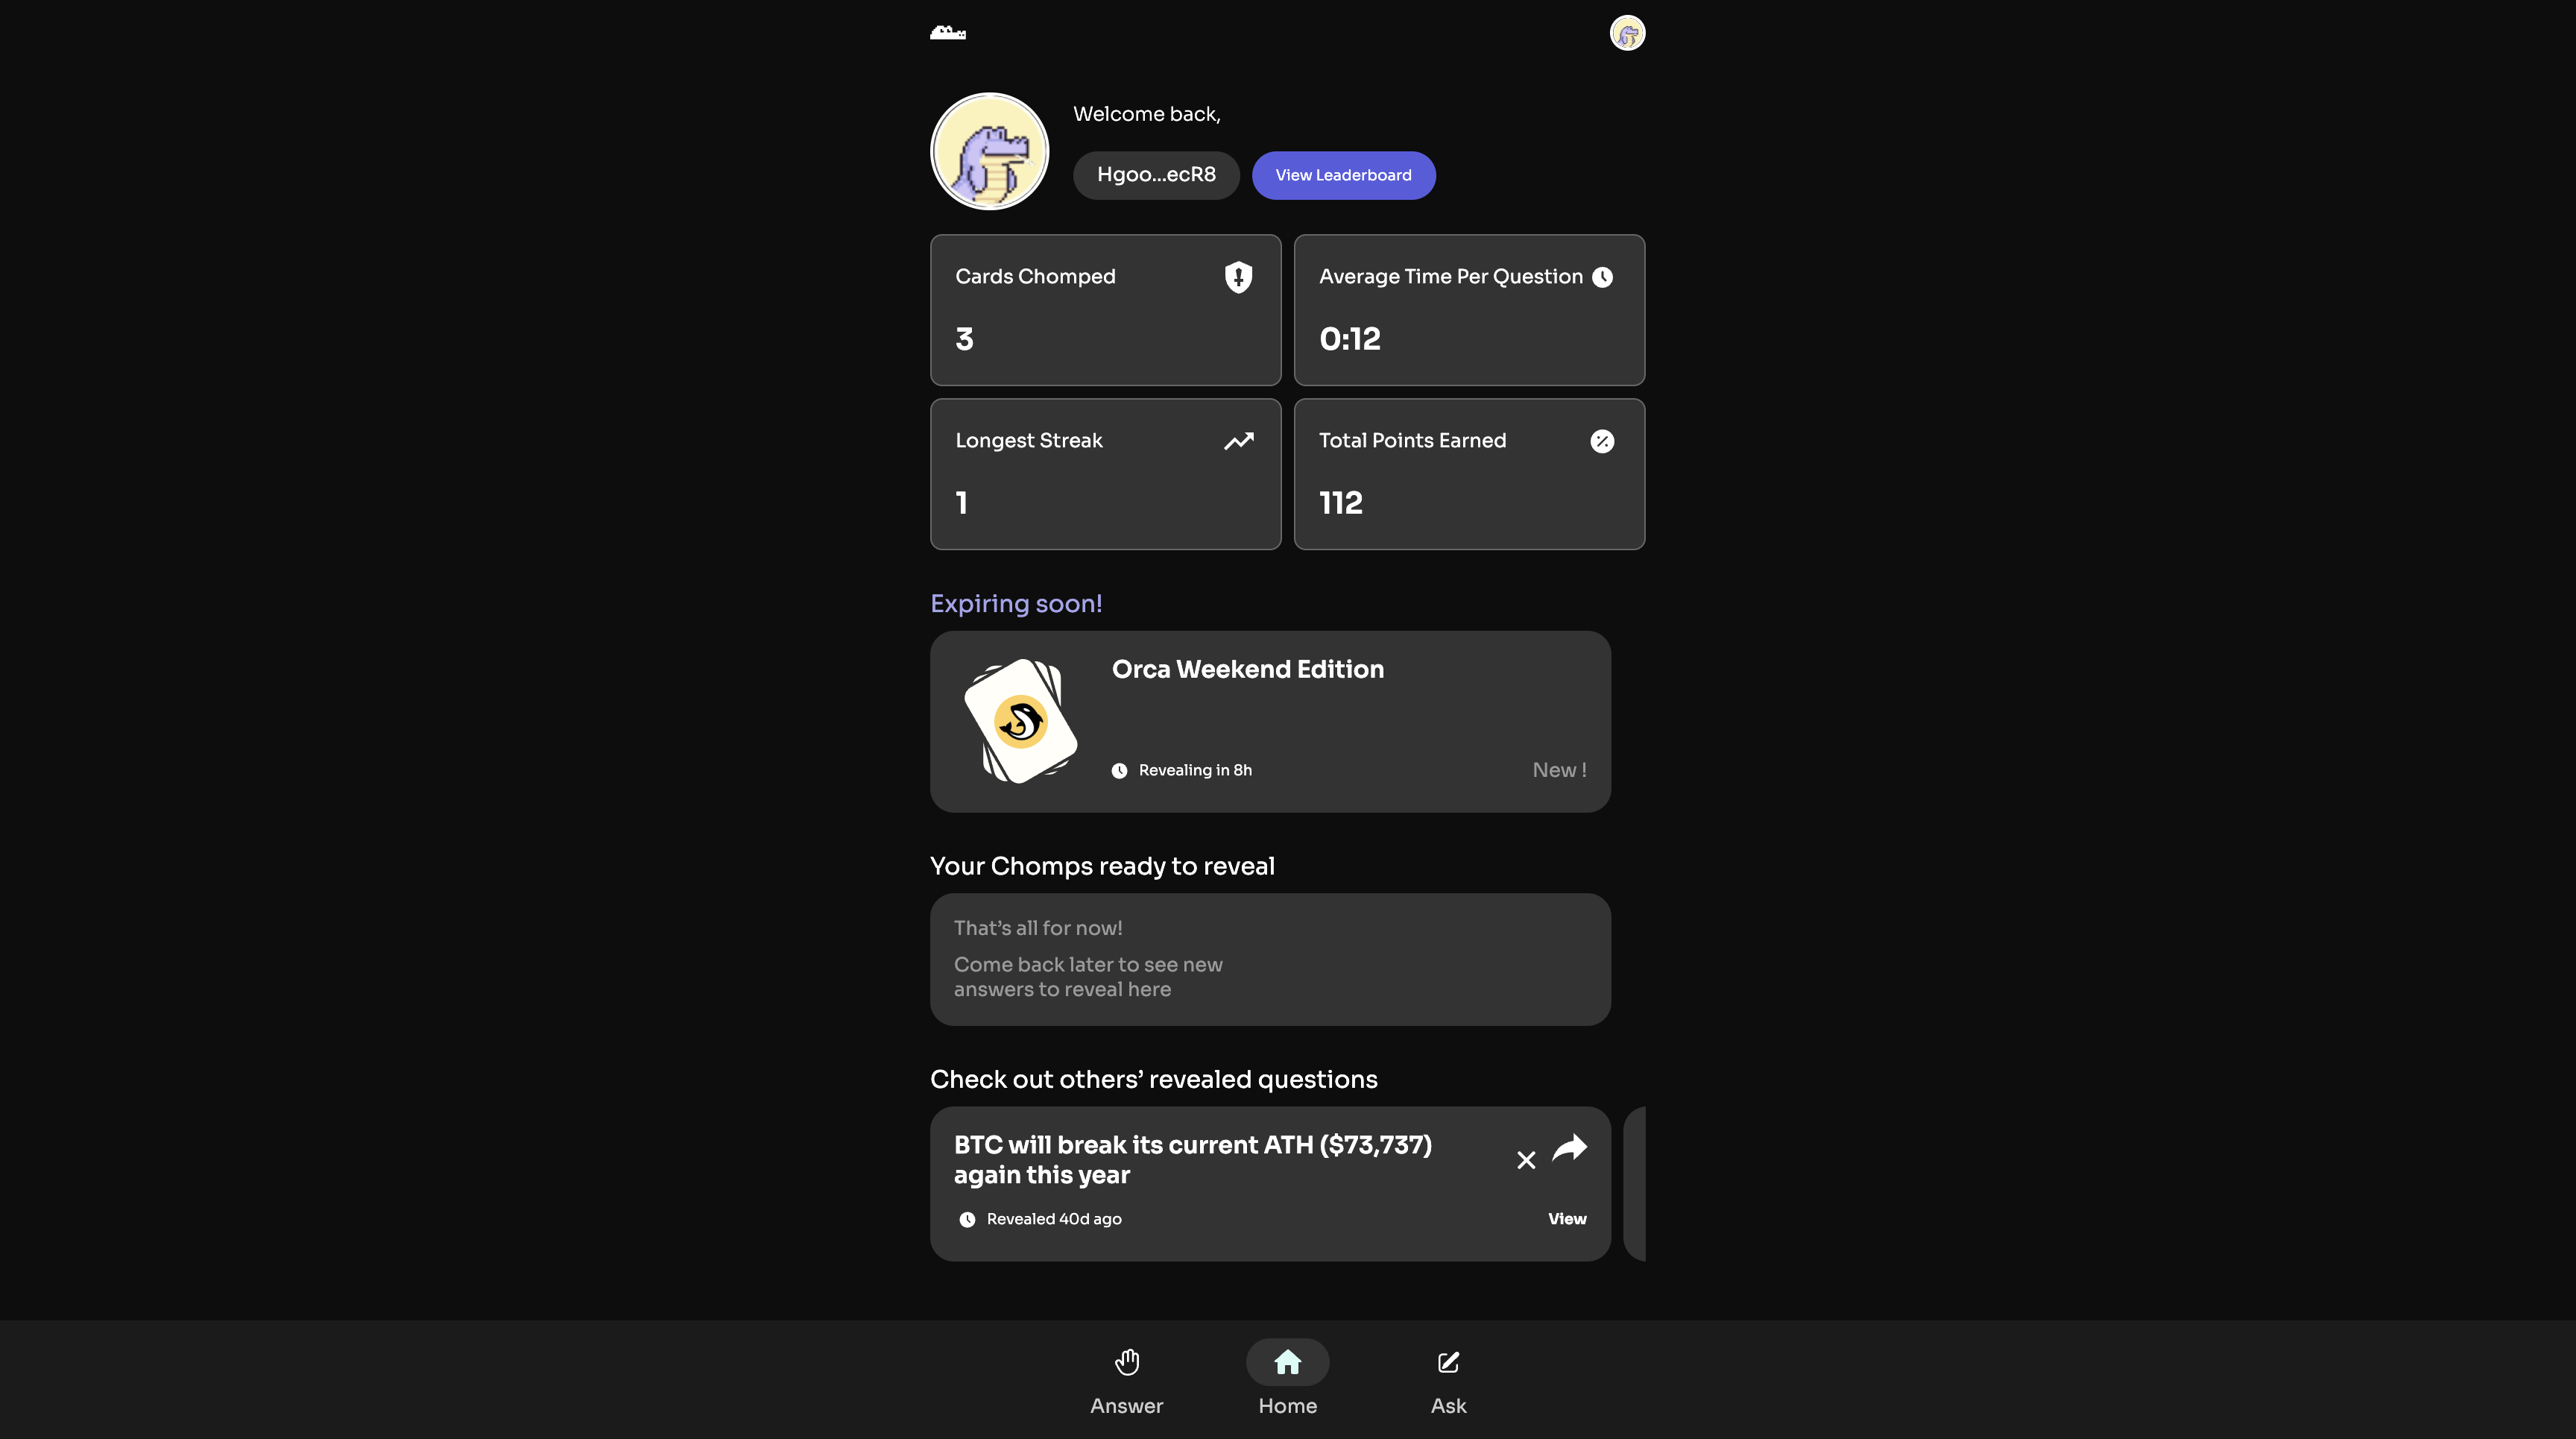 Welcome back,
Hgoo...ecR8
View Leaderboard
Cards Chomped
3
Average Time Per Question
0:12
Longest Streak
1
Total Points Earned
112
Expiring soon!
Orca Weekend Edition
Revealing in 8h
New !
Your Chomps ready to reveal
That’s all for now!
Come back later to see new
answers to reveal here
Check out others’ revealed questions
BTC will break its current ATH ($73,737)
again this year
Revealed 40d ago
View
Answer
Home
Ask